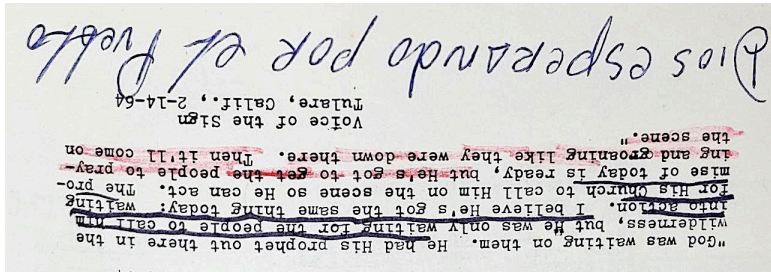 "God was waiting on them. He had His prophet out there in the
wilderness, but He was only waiting for the people to call him
into action. I believe He's got the same thing today: waiting
for His Church to call Him on the scene so He can act. The pro-
mise of today is ready, but He's got to get the people to pray-
ing and groaning like they were down there. Then it'll come on
the scene."
Voice of the Sign
Tulare, Calif., 2-14-64
Dios esperando por el Pueblo